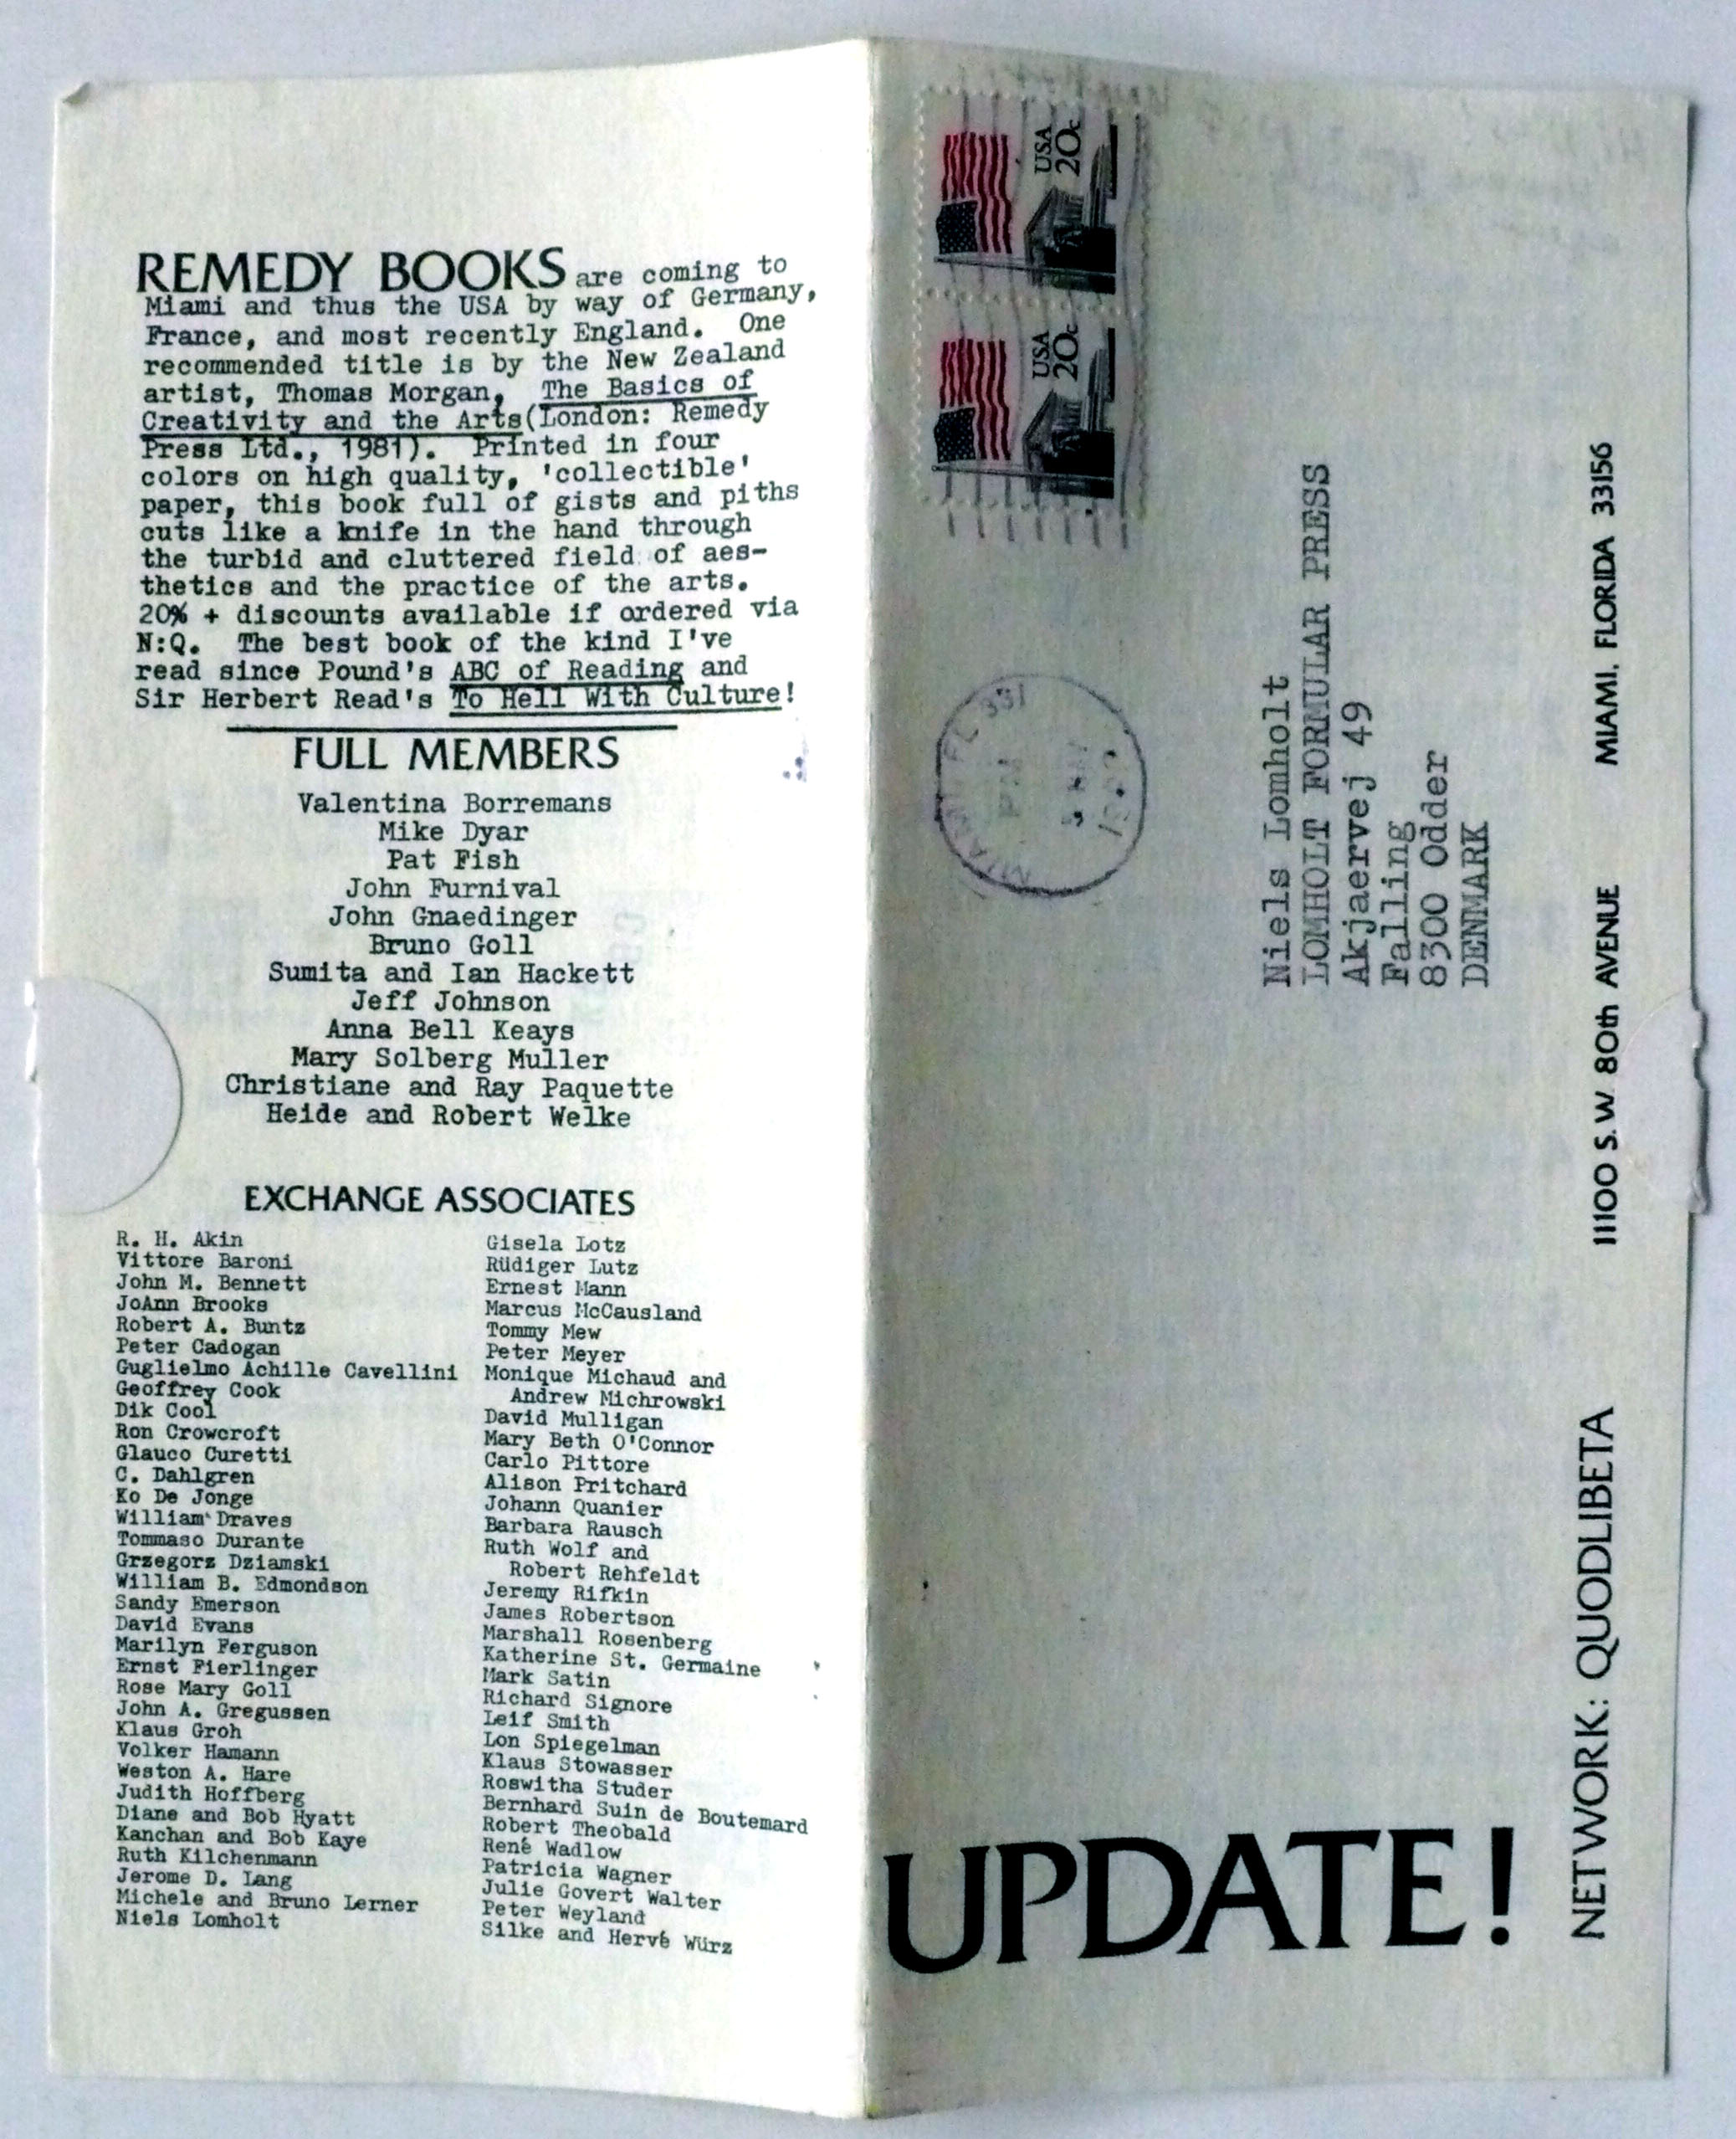 REMEDY BOOKS are coming to
Miami and thus the USA by way of Germany,
France, and most recently England. One
recommended title is by the New Zealand
artist, Thomas Morgan, The Basics of
Creativity and the Arts(London: Remedy
Press Ltd., 1981). Printed in four
colors on high quality, 'collectible'
paper, this book full of gists and piths
cuts like a knife in the hand through
the turbid and cluttered field of aes-
thetics and the practice of the arts.
20% + discounts available if ordered via
N:Q. The best book of the kind I've
read since Pound's ABC of Reading and
Sir Herbert Read's To Hell With Culture!
FULL MEMBERS
Valentina Borremans
Mike Dyar
Pat Fish
John Furnival
John Gnaedinger
Bruno Goll
Sumita and Ian Hackett
Jeff Johnson
Anna Bell Keays
Mary Solberg Muller
Christiane and Ray Paquette
Heide and Robert Welke
EXCHANGE ASSOCIATES
R. H. Akin
Vittore Baroni
John M. Bennett
JoAnn Brooks
Robert A. Buntz
Peter Cadogan
Guglielmo Achille Cavellini
Geoffrey Cook
Dik Cool
Ron Crowcroft
Glauco Curetti
C. Dahlgren
Ko De Jonge
William Draves
Tommaso Durante
Grzegorz Dziamski
William B. Edmondson
Sandy Emerson
David Evans
Marilyn Ferguson
Ernst Fierlinger
Rose Mary Goll
John A. Gregussen
Klaus Groh
Volker Hamann
Weston A. Hare
Judith Hoffberg
Diane and Bob Hyatt
Kanchan and Bob Kaye
Ruth Kilchenmann
Jerome D. Lang
Michele and Bruno Lerner
Niels Lomholt
Gisela Lotz
Rüdiger Lutz
Ernest Mann
Marcus McCausland
Tommy Mew
Peter Meyer
Monique Michaud and
Andrew Michrowski
David Mulligan
Mary Beth O'Connor
Carlo Pittore
Alison Pritchard
Johann Quanier
Barbara Rausch
Ruth Wolf and
Robert Rehfeldt
Jeremy Rifkin
James Robertson
Marshall Rosenberg
Katherine St. Germaine
Mark Satin
Richard Signore
Leif Smith
Lon Spiegelman
Klaus Stowasser
Roswitha Studer
Bernhard Suin de Boutemard
Robert Theobald
René Wadlow
Patricia Wagner
Julie Govert Walter
Peter Weyland
Silke and Hervé Würz
USA
20c
USA
20c
MIAMI FL 331
PM
Niels Lomholt
LOMHOLT FORMULAR PRESS
Akjaervej 49
Falling
8300 Odder
DENMARK
UPDATE!
NETWORK: QUODLIBETA 11100 S.W. 80th AVENUE MIAMI, FLORIDA 33156